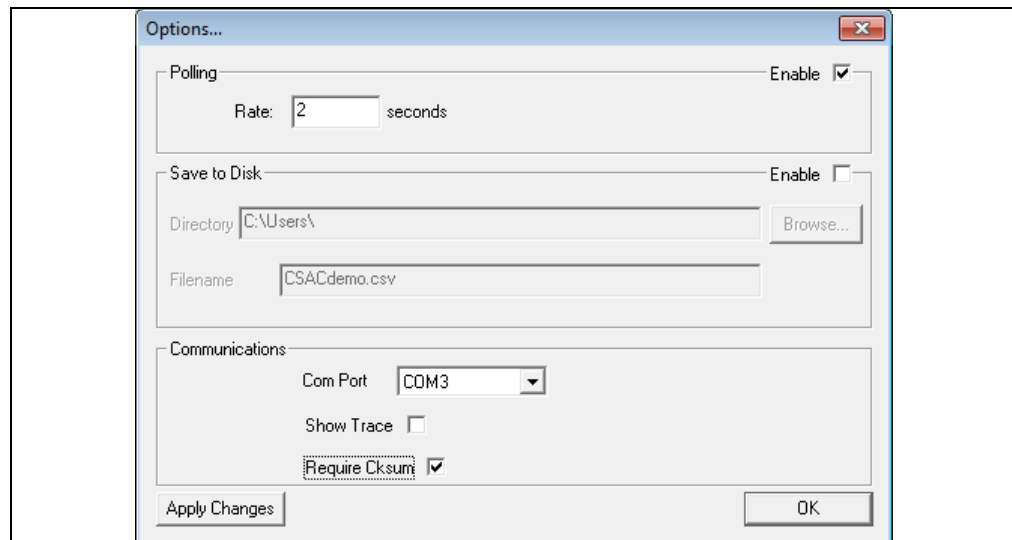 Options...
Polling Enable
Rate: 2 seconds
Save to Disk Enable
Directory C:\Users\ Browse...
Filename CSACdemo.csv
Communications
Com Port COM3
Show Trace
Require Cksum
Apply Changes OK